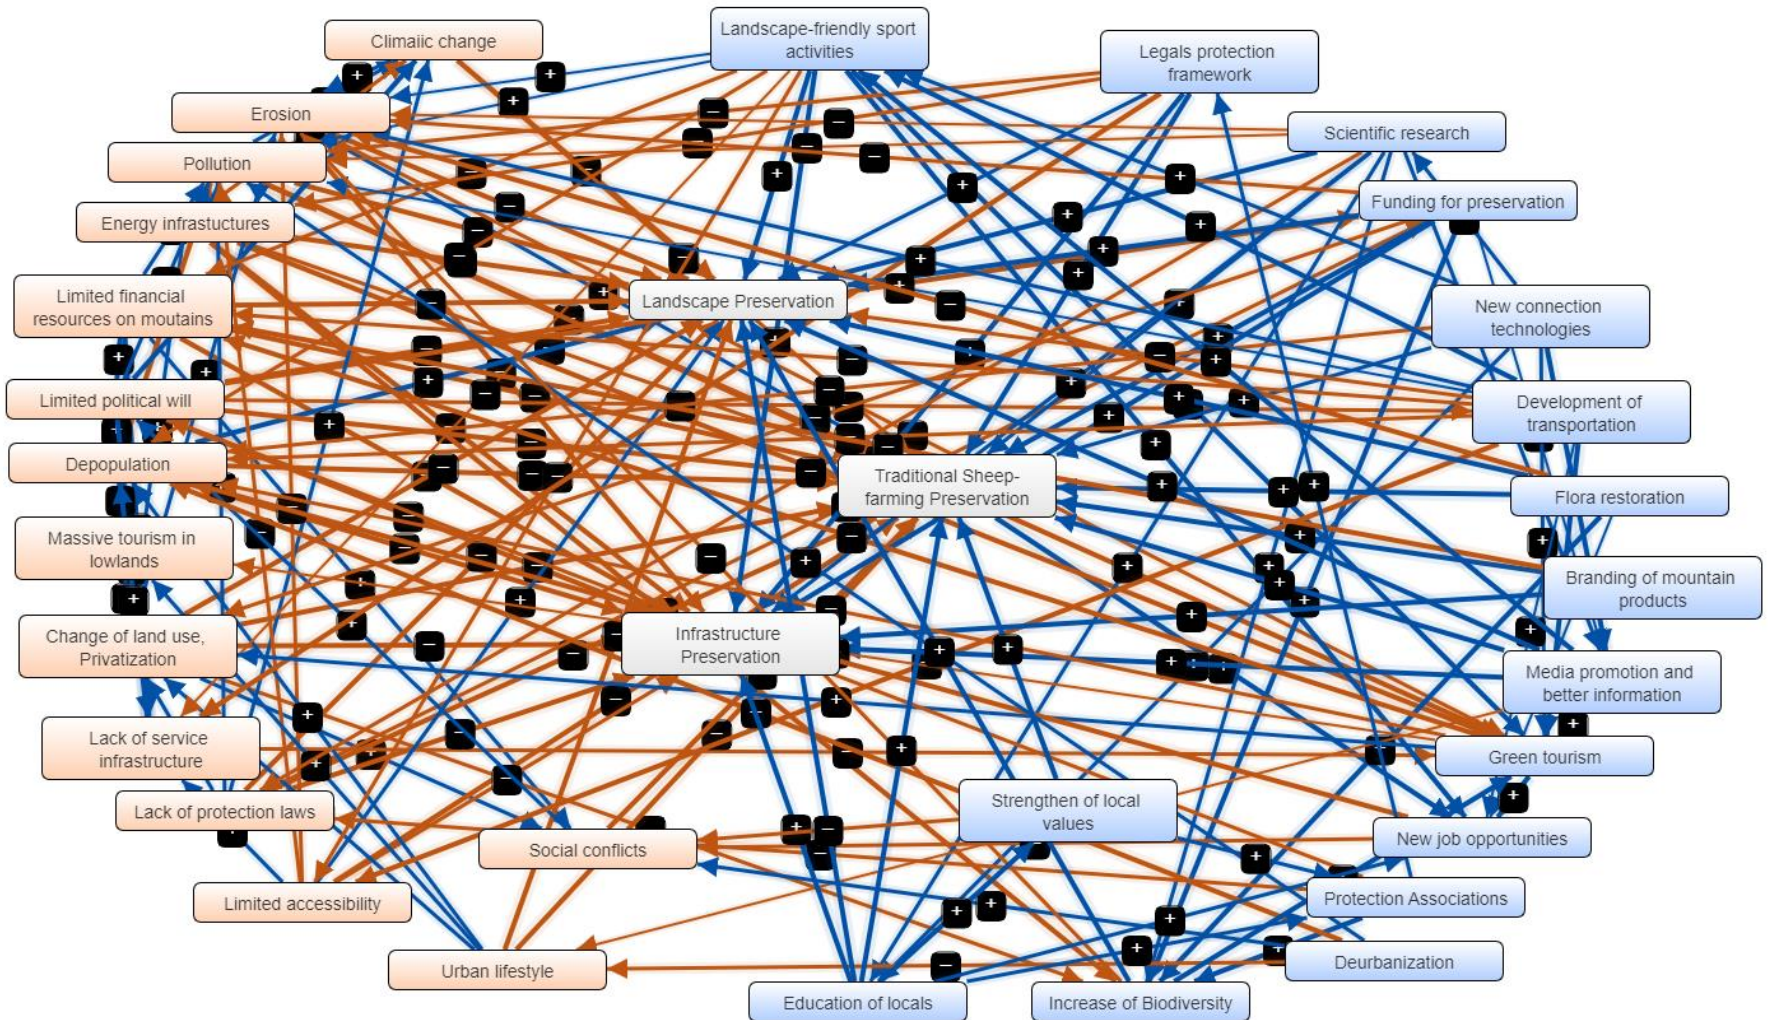 Climaiic change
Landscape-friendly sport
activities
Legals protection
framework
Erosion
Scientific research
Pollution
Funding for preservation
Energy infrastuctures
Limited financial
resources on moutains
Landscape Preservation
New connection
technologies
Limited political will
Development of
transportation
Depopulation
Traditional Sheep-
farming Preservation
Flora restoration
Massive tourism in
lowlands
Branding of mountain
products
Change of land use,
Privatization
Infrastructure
Preservation
Media promotion and
better information
Lack of service
infrastructure
Green tourism
Lack of protection laws
Strengthen of local
values
New job opportunities
Social conflicts
Limited accessibility
Protection Associations
Urban lifestyle
Deurbanization
Education of locals
Increase of Biodiversity